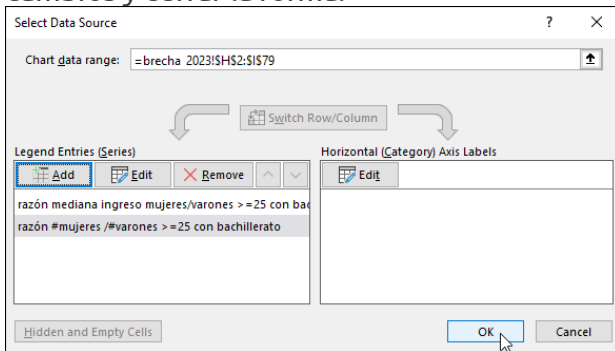 Select Data Source ? ×
Chart data range: =brecha 2023!$H$2:$I$79
Switch Row/Column
Legend Entries (Series) Horizontal (Category) Axis Labels
Add Edit Remove Edit
razón mediana ingreso mujeres/varones >=25 con bac
razón #mujeres /#varones >=25 con bachillerato
Hidden and Empty Cells OK Cancel